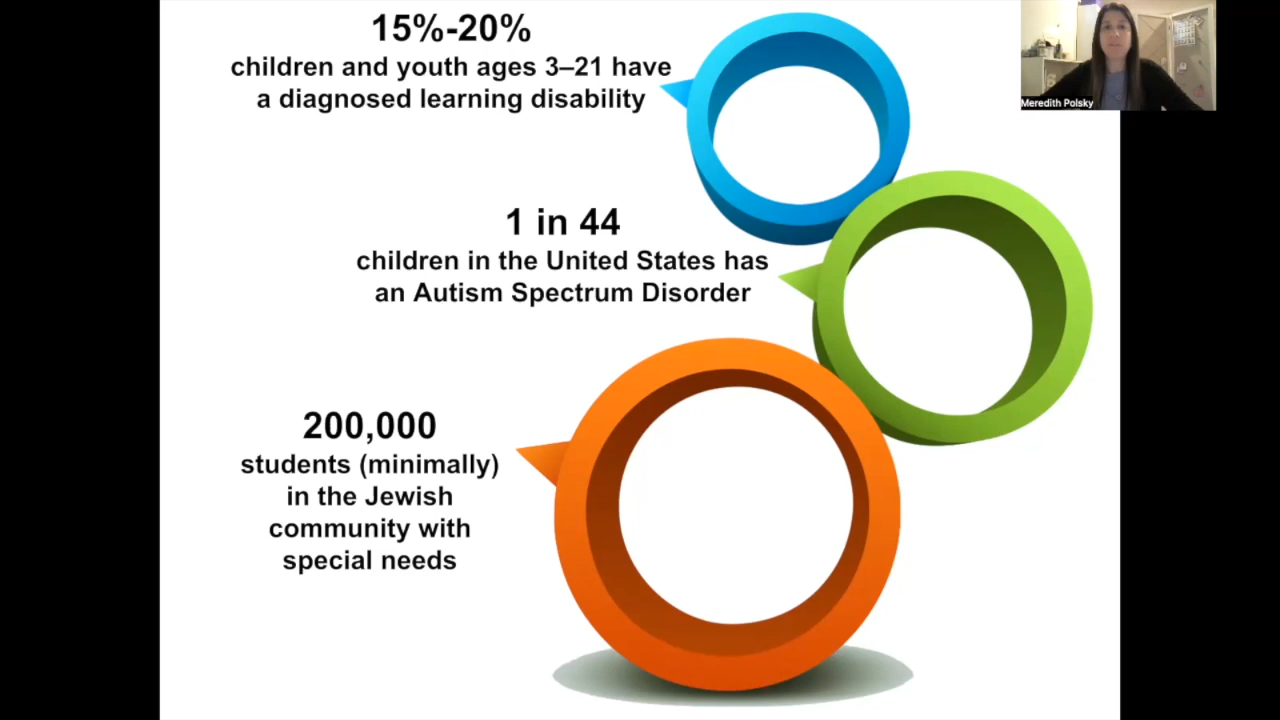 15%-20%
children and youth ages 3–21 have
a diagnosed learning disability
Meredith Polsky
1 in 44
children in the United States has
an Autism Spectrum Disorder
200,000
students (minimally)
in the Jewish
community with
special needs